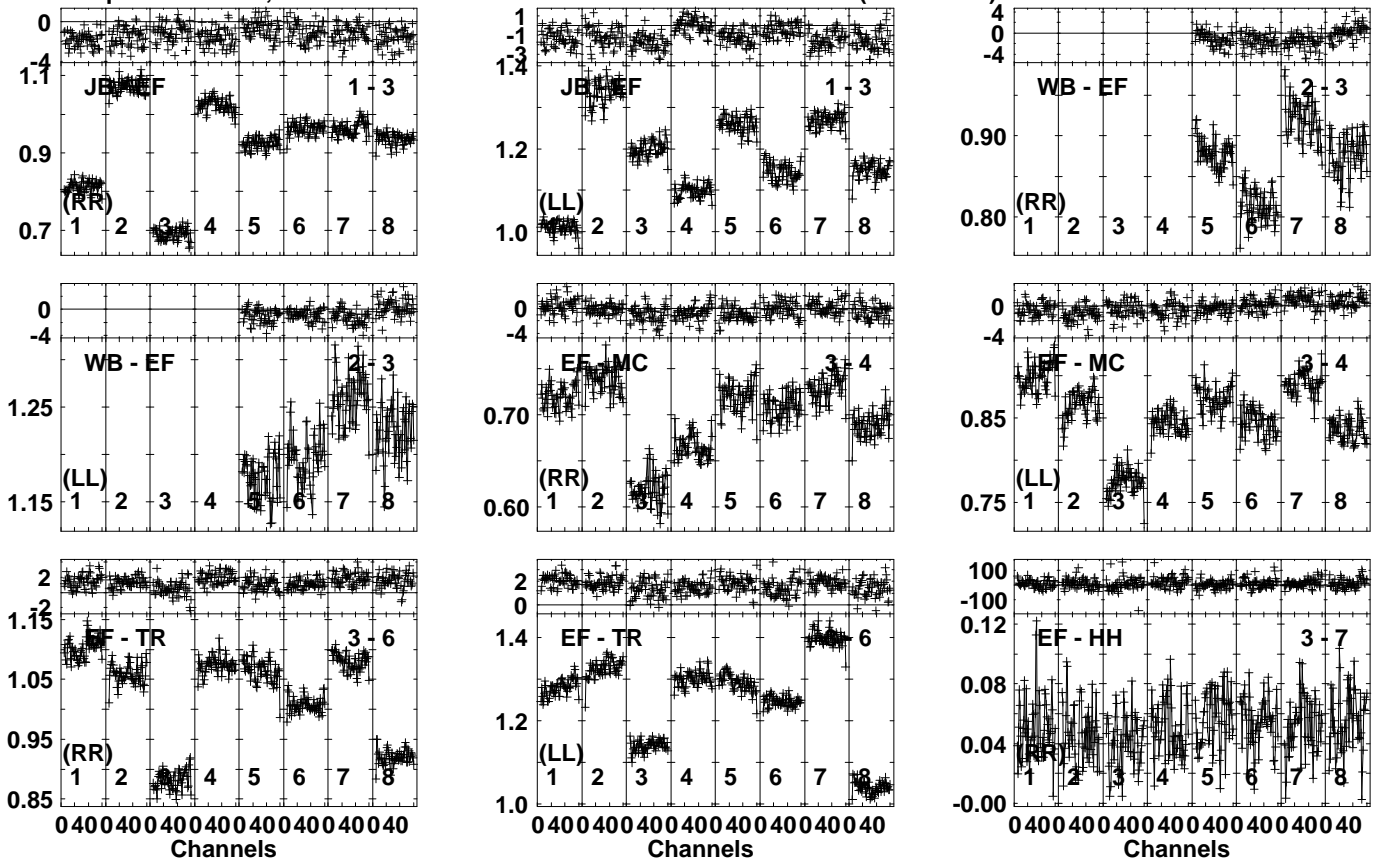 0
-4
1.1
0.9
0.7
JB - EF 1 - 3
(RR)
1 2 3 4 5 6 7 8
1
-1
-3
1.4
1.2
1.0
JB - EF 1 - 3
(LL)
1 2 3 4 5 6 7 8
4
0
-4
0.90
0.80
WB - EF 2 - 3
(RR)
1 2 3 4 5 6 7 8
0
-4
1.25
1.15
WB - EF 2 - 3
(LL)
1 2 3 4 5 6 7 8
0
-4
0.70
0.60
EF - MC 3 - 4
(RR)
1 2 3 4 5 6 7 8
0
-4
0.85
0.75
EF - MC 3 - 4
(LL)
1 2 3 4 5 6 7 8
2
-2
1.15
1.05
0.95
0.85
EF - TR 3 - 6
(RR)
1 2 3 4 5 6 7 8
0 40 0 40 0 40 0 40 0 40 0 40 0 40 0 40
Channels
2
0
1.4
1.2
1.0
EF - TR - 6
(LL)
1 2 3 4 5 6 7 8
0 40 0 40 0 40 0 40 0 40 0 40 0 40 0 40
Channels
100
-100
0.12
0.08
0.04
-0.00
EF - HH 3 - 7
(RR)
1 2 3 4 5 6 7 8
0 40 0 40 0 40 0 40 0 40 0 40 0 40 0 40
Channels